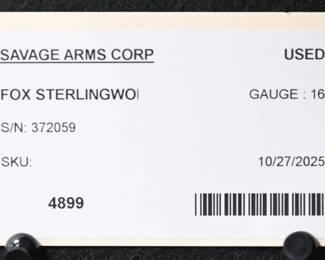 SAVAGE ARMS CORP USED
FOX STERLINGWO GAUGE : 16
S/N: 372059
SKU: 10/27/2025
4899